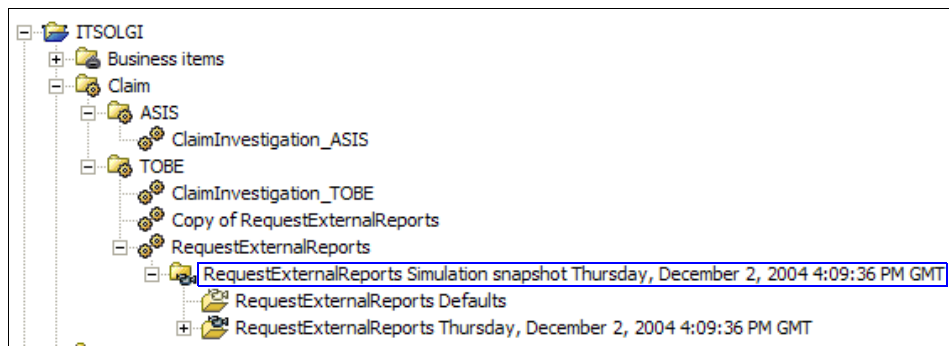 ITSOLGI
Business items
Claim
ASIS
ClaimInvestigation_ASIS
TOBE
ClaimInvestigation_TOBE
Copy of RequestExternalReports
RequestExternalReports
RequestExternalReports Simulation snapshot Thursday, December 2, 2004 4:09:36 PM GMT
RequestExternalReports Defaults
RequestExternalReports Thursday, December 2, 2004 4:09:36 PM GMT